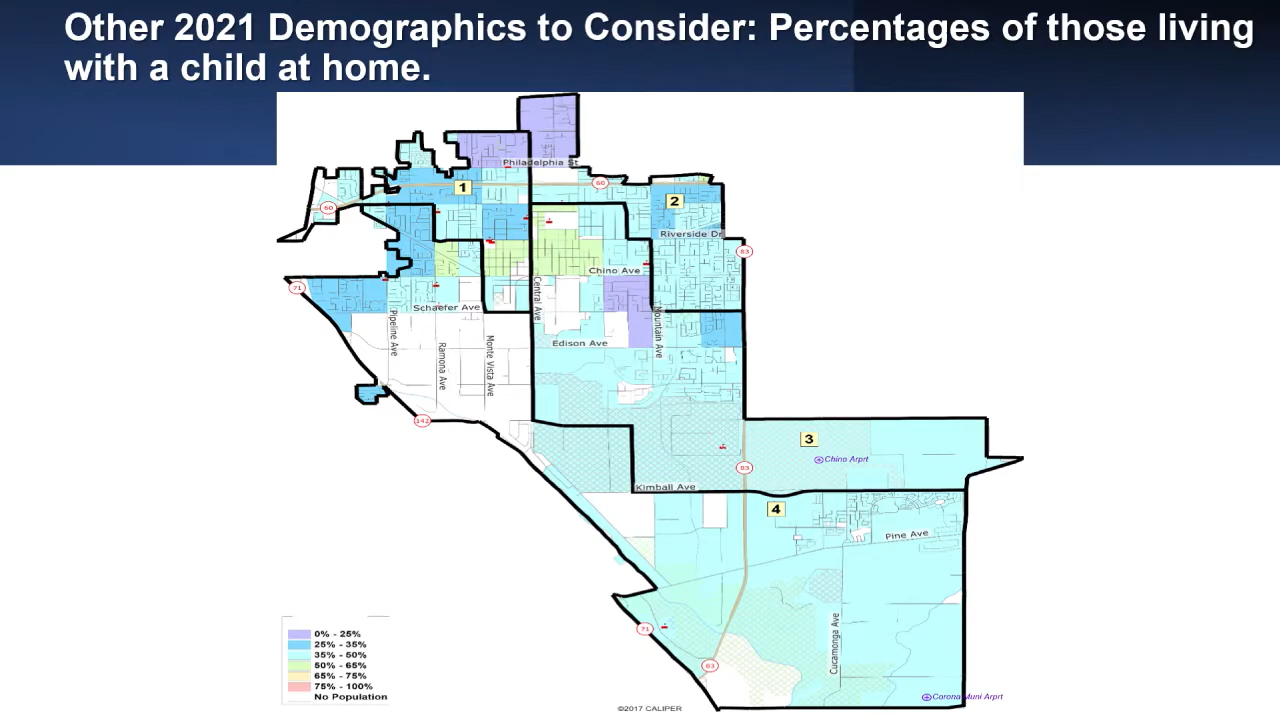 Other 2021 Demographics to Consider: Percentages of those living
with a child at home.
Philadelphia St
1
60
60
2
Riverside Dr
83
Chino Ave
71
Central Ave
Schaefer Ave
Pipeline Ave
Mountain Ave
Edison Ave
Ramona Ave
Monte Vista Ave
142
3
Chino Arprt
83
Kimball Ave
4
Pine Ave
Cucamonga Ave
71
83
0% - 25%
25% - 35%
35% - 50%
50% - 65%
65% - 75%
75% - 100%
No Population
Corona Muni Arprt
©2017 CALIPER